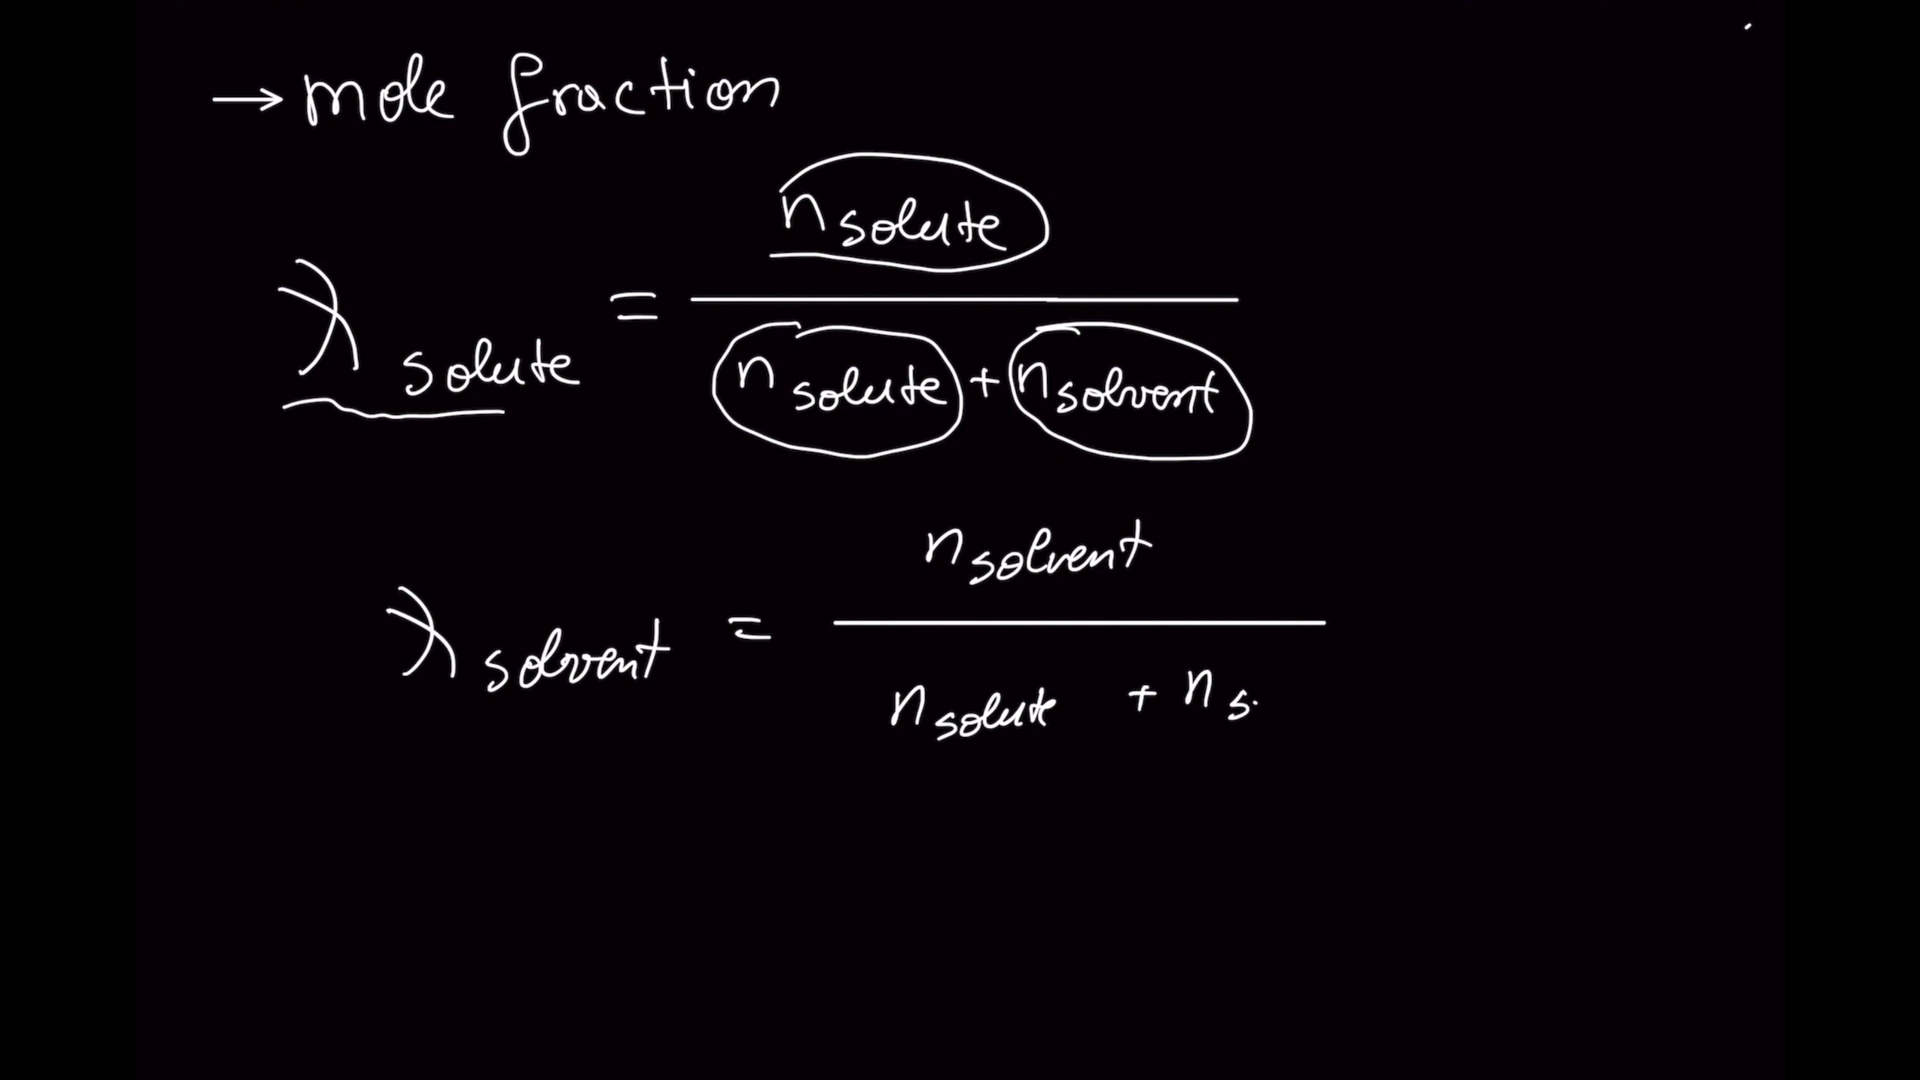 → mole fraction
χ solute = n solute / n solute + n solvent
χ solvent = n solvent / n solute + n s